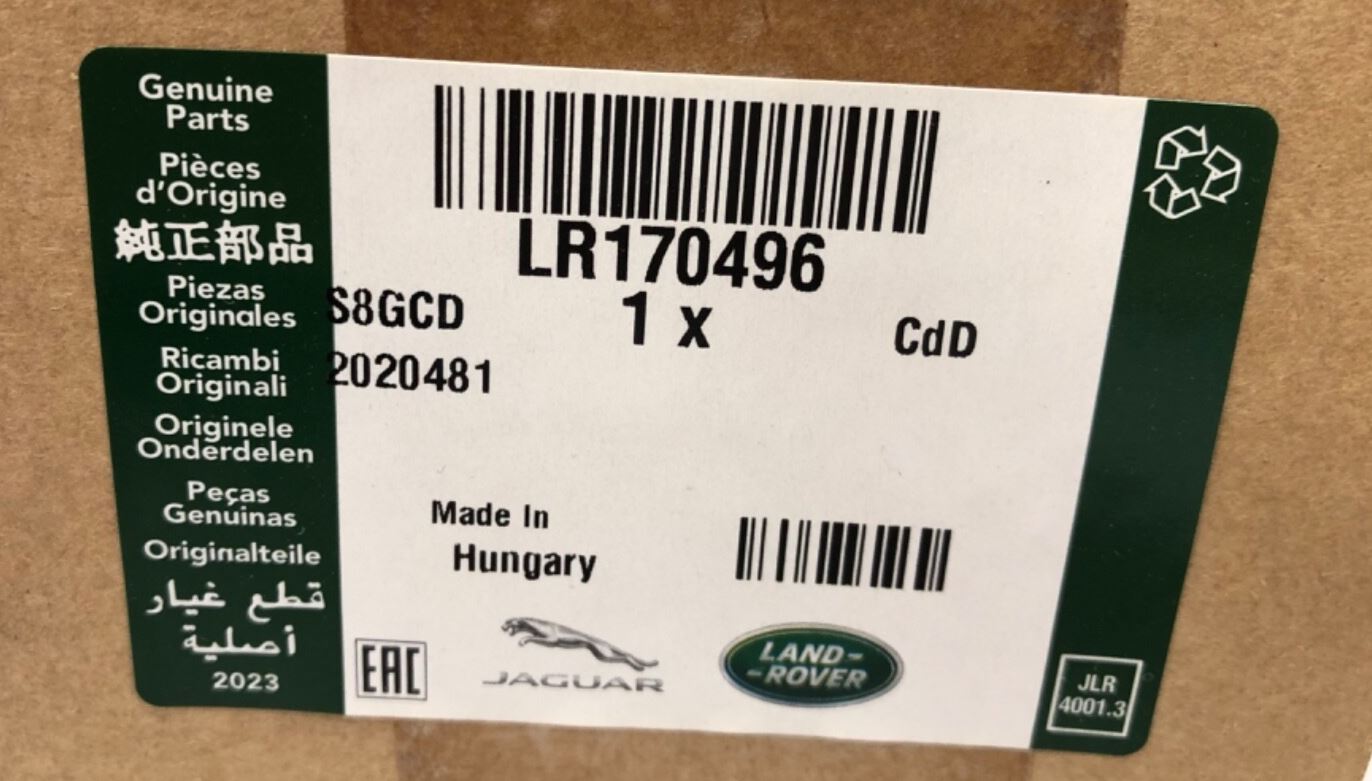 Genuine
Parts
Pièces
d'Origine
純正部品
Piezas
Originales
Ricambi
Originali
Originele
Onderdelen
Peças
Genuinas
Originalteile
قطع غيار
أصلية
2023
LR170496
S8GCD
1 x
CdD
2020481
Made In
Hungary
EAC
JAGUAR
LAND-
-ROVER
JLR
4001.3